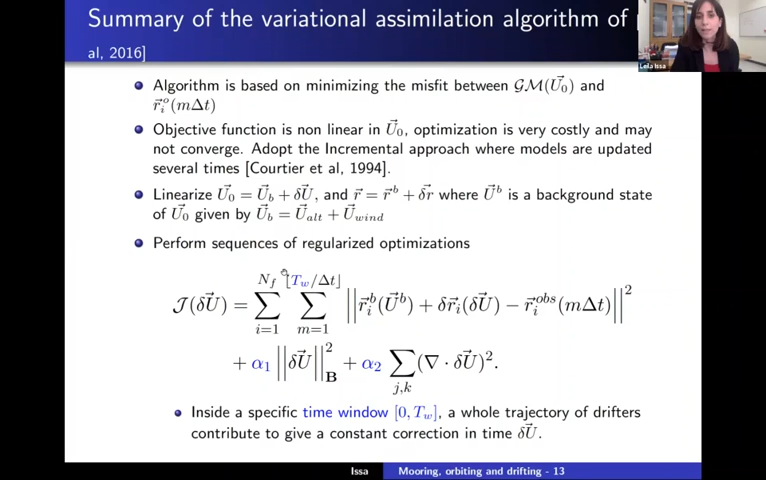 Summary of the variational assimilation algorithm of
al, 2016]
Leila Issa
Algorithm is based on minimizing the misfit between 𝒢ℳ(U⃗₀) and
r⃗ᵢᵒ(mΔt)
Objective function is non linear in U⃗₀, optimization is very costly and may
not converge. Adopt the Incremental approach where models are updated
several times [Courtier et al, 1994].
Linearize U⃗₀ = U⃗_b + δU⃗, and r⃗ = r⃗ᵇ + δ⃗r where U⃗ᵇ is a background state
of U⃗₀ given by U⃗_b = U⃗_alt + U⃗_wind
Perform sequences of regularized optimizations
𝒥(δU⃗) = ∑_{i=1}^{N_f} ∑_{m=1}^{⌊T_w/Δt⌋} ||r⃗ᵢᵇ(U⃗ᵇ) + δr⃗ᵢ(δU⃗) − r⃗ᵢᵒᵇˢ(mΔt)||²
+ α₁ ||δU⃗||²_𝐁 + α₂ ∑_{j,k} (∇ · δU⃗)².
Inside a specific time window [0, T_w], a whole trajectory of drifters
contribute to give a constant correction in time δU⃗.
Issa Mooring, orbiting and drifting - 13